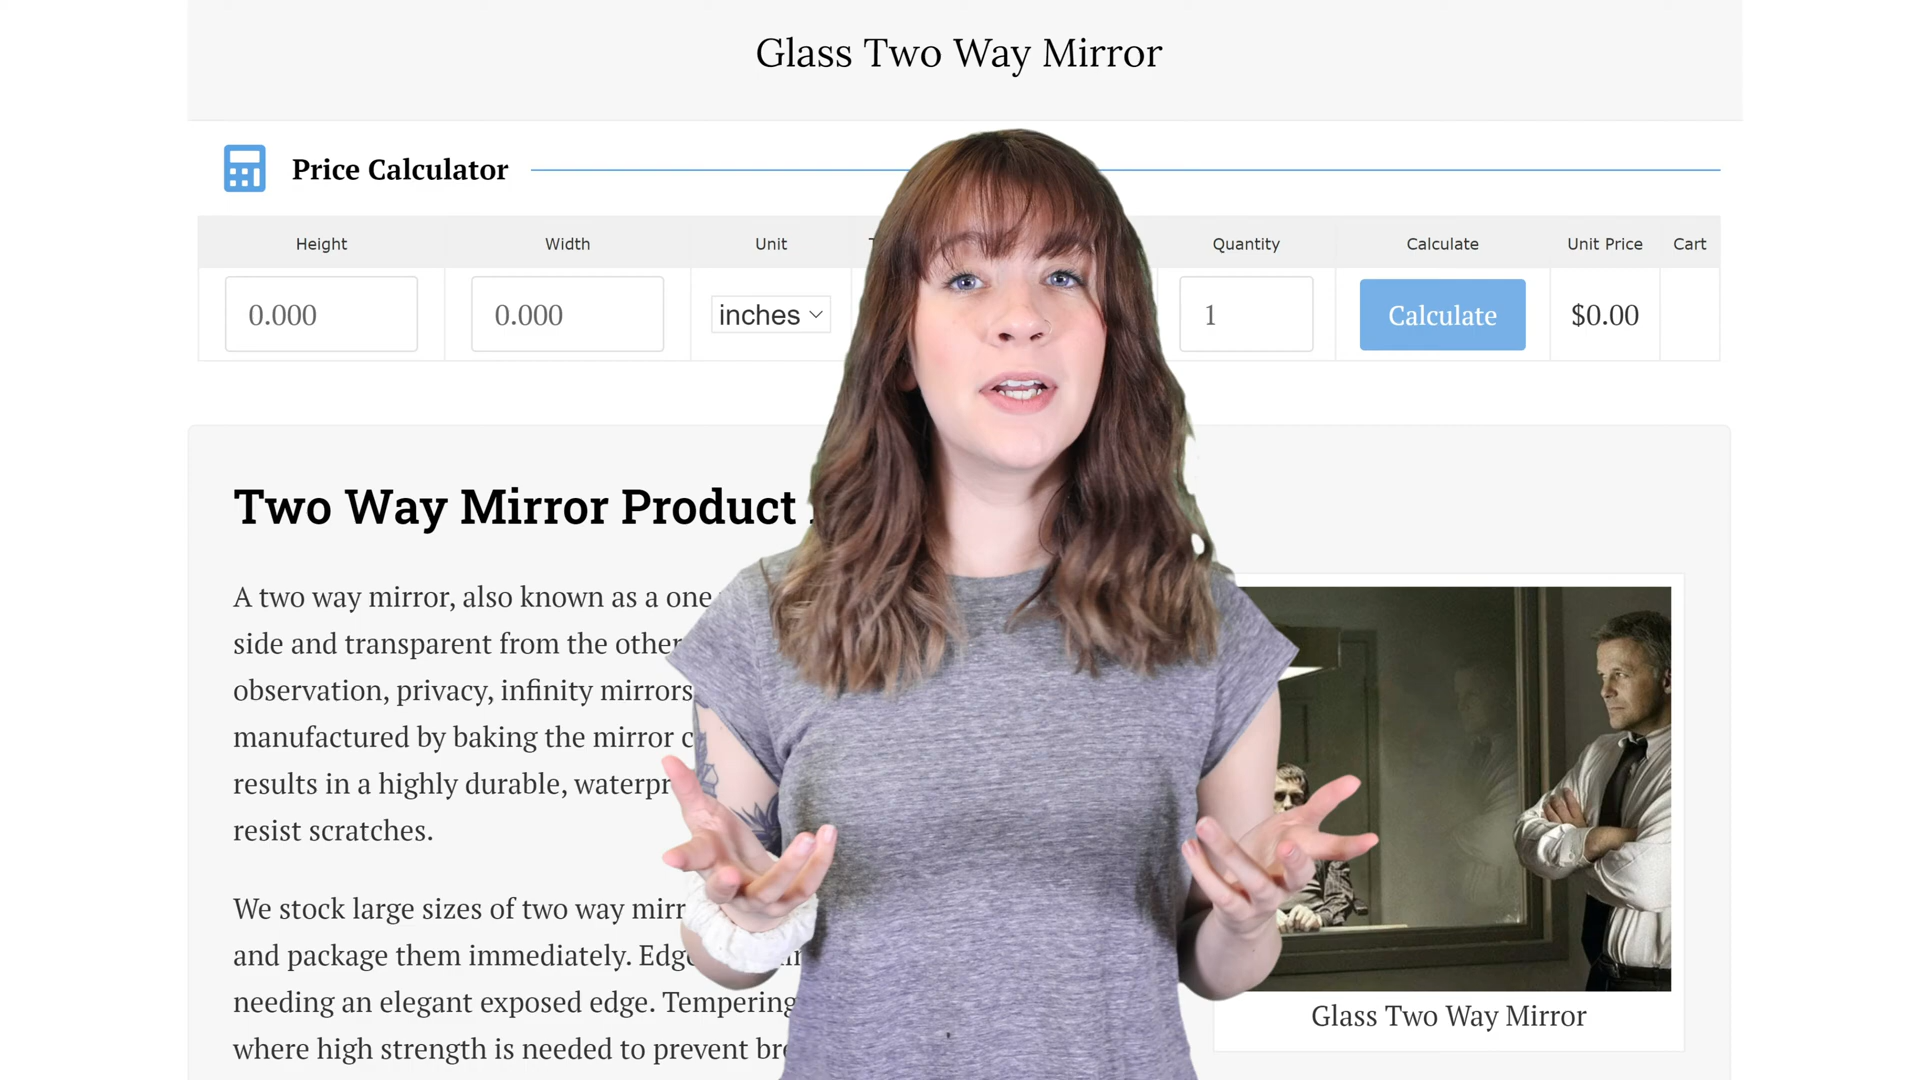 Glass Two Way Mirror
Price Calculator
Height Width Unit Quantity Calculate Unit Price Cart
0.000 0.000 inches 1 Calculate $0.00
Two Way Mirror Product
A two way mirror, also known as a one
side and transparent from the other
observation, privacy, infinity mirrors
manufactured by baking the mirror
results in a highly durable,
resist scratches.
We stock large sizes of two way
and package them immediately.
needing an elegant exposed edge. Tempering
where high strength is needed to prevent
Glass Two Way Mirror